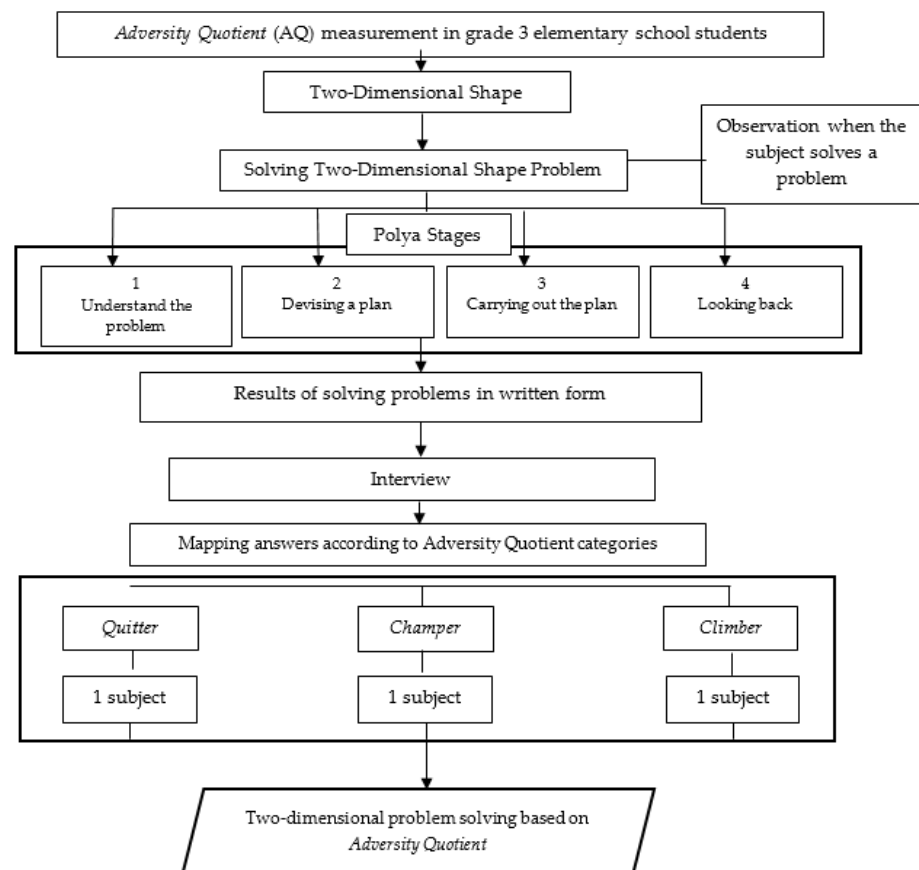 Adversity Quotient (AQ) measurement in grade 3 elementary school students
Two-Dimensional Shape
Observation when the
subject solves a
problem
Solving Two-Dimensional Shape Problem
Polya Stages
1
Understand the
problem
2
Devising a plan
3
Carrying out the plan
4
Looking back
Results of solving problems in written form
Interview
Mapping answers according to Adversity Quotient categories
Quitter
Champer
Climber
1 subject
1 subject
1 subject
Two-dimensional problem solving based on
Adversity Quotient